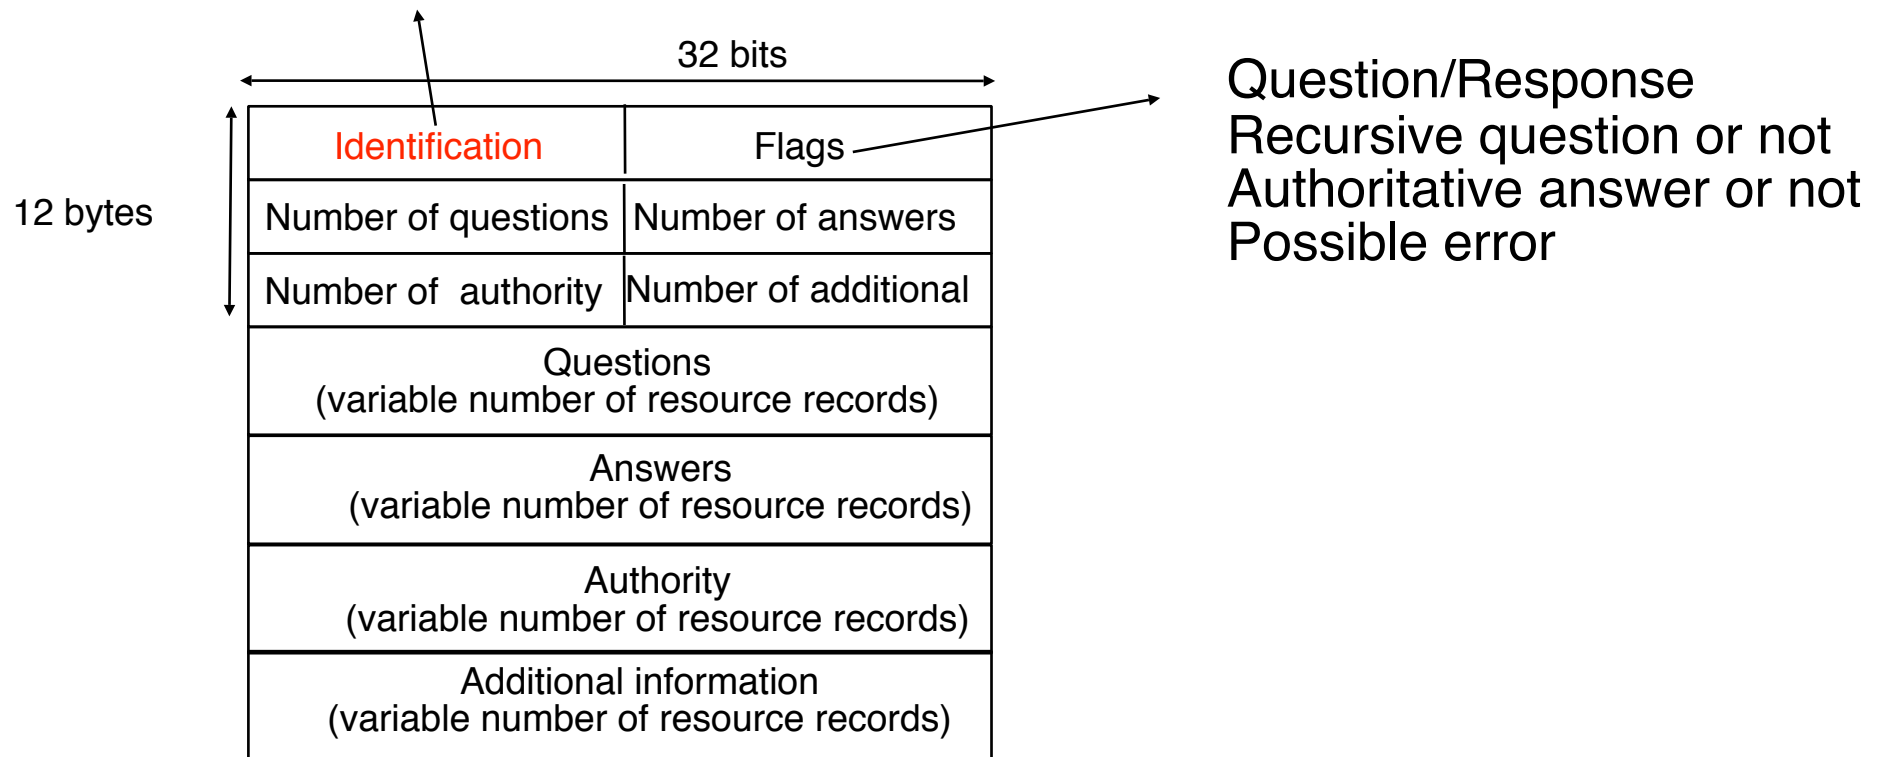 32 bits
Question/Response
Recursive question or not
Authoritative answer or not
Possible error
12 bytes
Identification
Flags
Number of questions
Number of answers
Number of  authority
Number of additional
Questions
(variable number of resource records)
Answers
(variable number of resource records)
Authority
(variable number of resource records)
Additional information
(variable number of resource records)